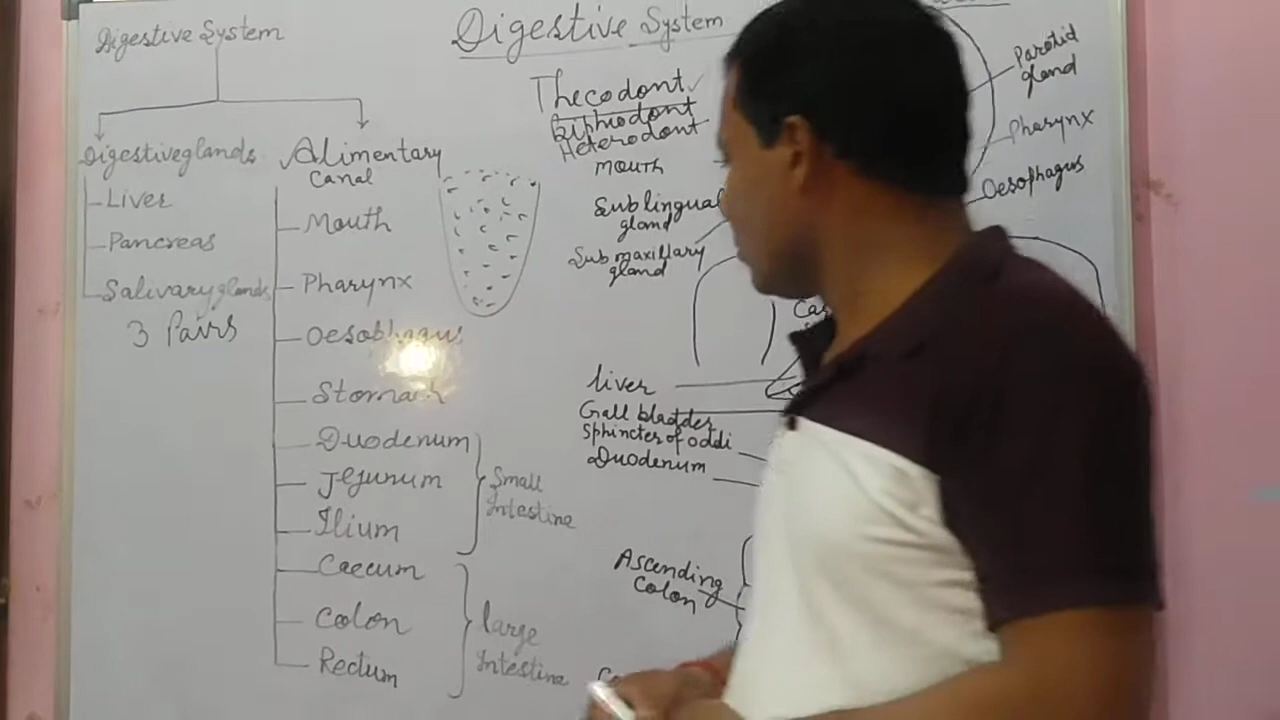 Digestive System
Digestive System
Digestive glands
Liver
Pancreas
Salivary glands
3 Pairs
Alimentary
Canal
Mouth
Pharynx
Oesophagus
Stomach
Duodenum
Jejunum
Ilium
Small
Intestine
Caecum
Colon
Rectum
large
Intestine
Thecodont
Diphiodont
Heterodont
MOUTH
Sublingual
gland
Submaxillary
gland
liver
Gall bladder
Sphincter of oddi
Duodenum
Ascending
Colon
Parotid
gland
Pharynx
Oesophagus